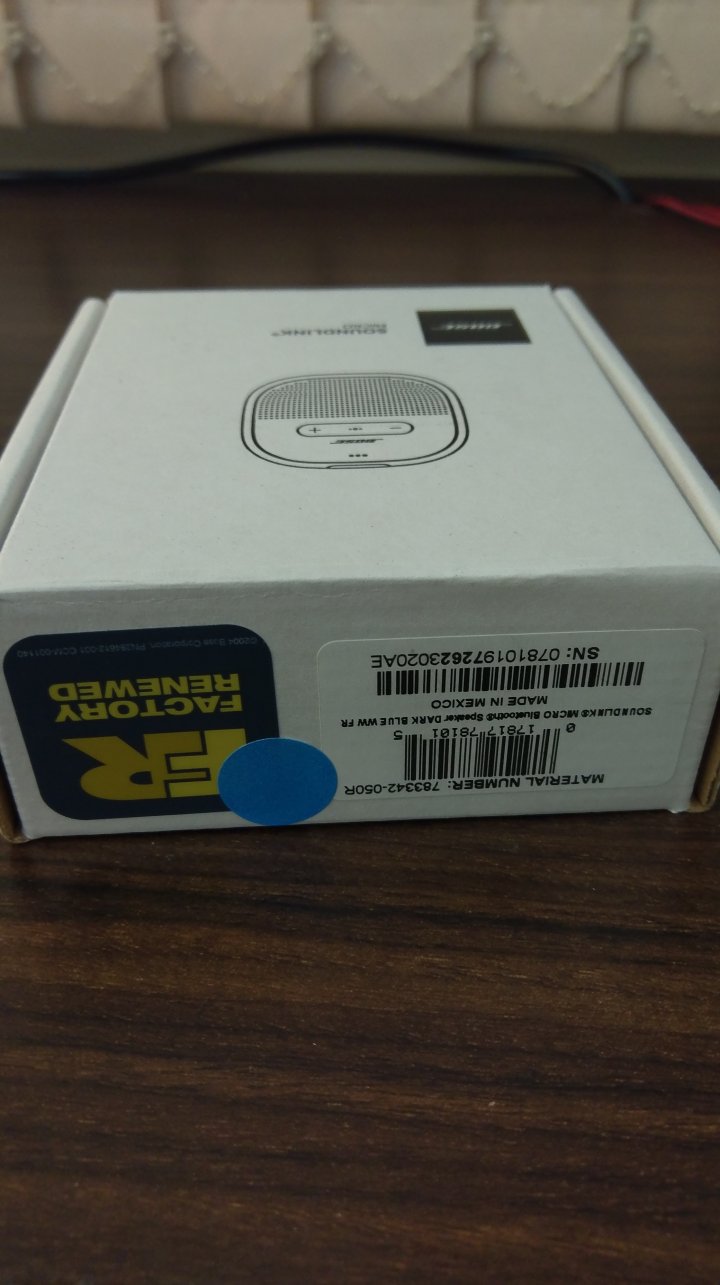 BOSE
SOUNDLINK®
MICRO
BOSE
MATERIAL NUMBER: 783342-050R
0 17817 78101 5
SOUNDLINK® MICRO Bluetooth® Speaker DARK BLUE WW FR
MADE IN MEXICO
SN: 078101972623020AE
FR
FACTORY
RENEWED